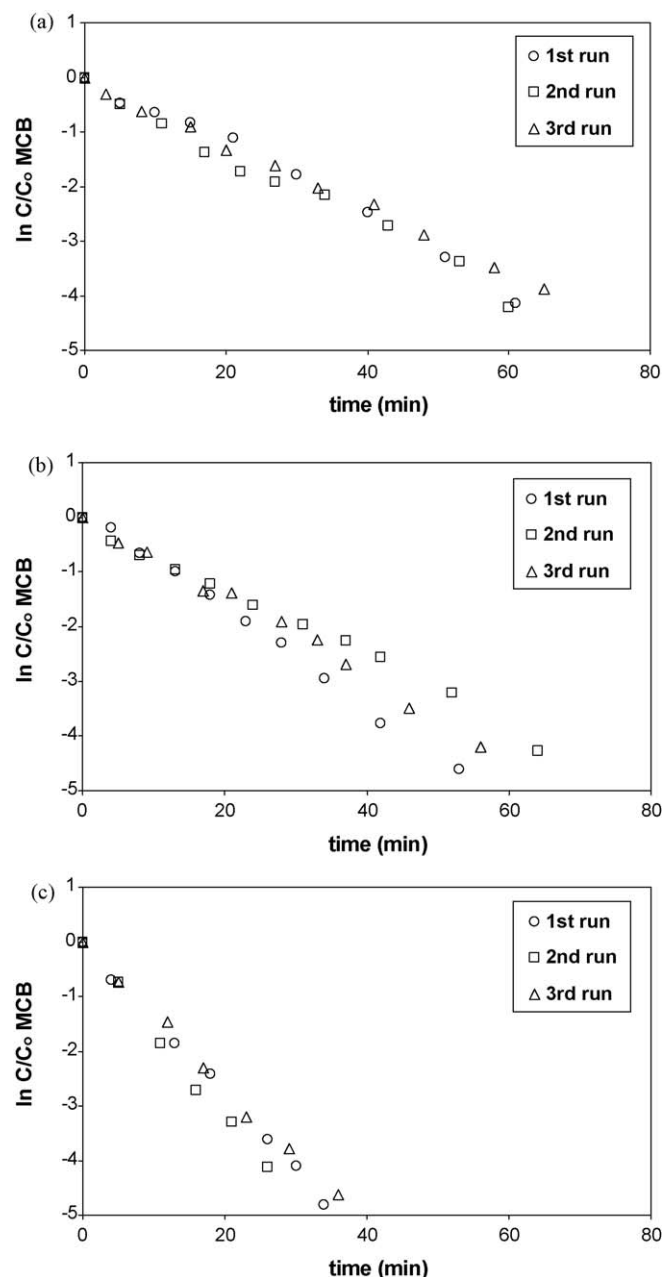 (a)
1
0
-1
-2
-3
-4
-5
ln C/Co MCB
0 20 40 60 80
time (min)
1st run
2nd run
3rd run
(b)
1
0
-1
-2
-3
-4
-5
ln C/Co MCB
0 20 40 60 80
time (min)
1st run
2nd run
3rd run
(c)
1
0
-1
-2
-3
-4
-5
ln C/Co MCB
0 20 40 60 80
time (min)
1st run
2nd run
3rd run